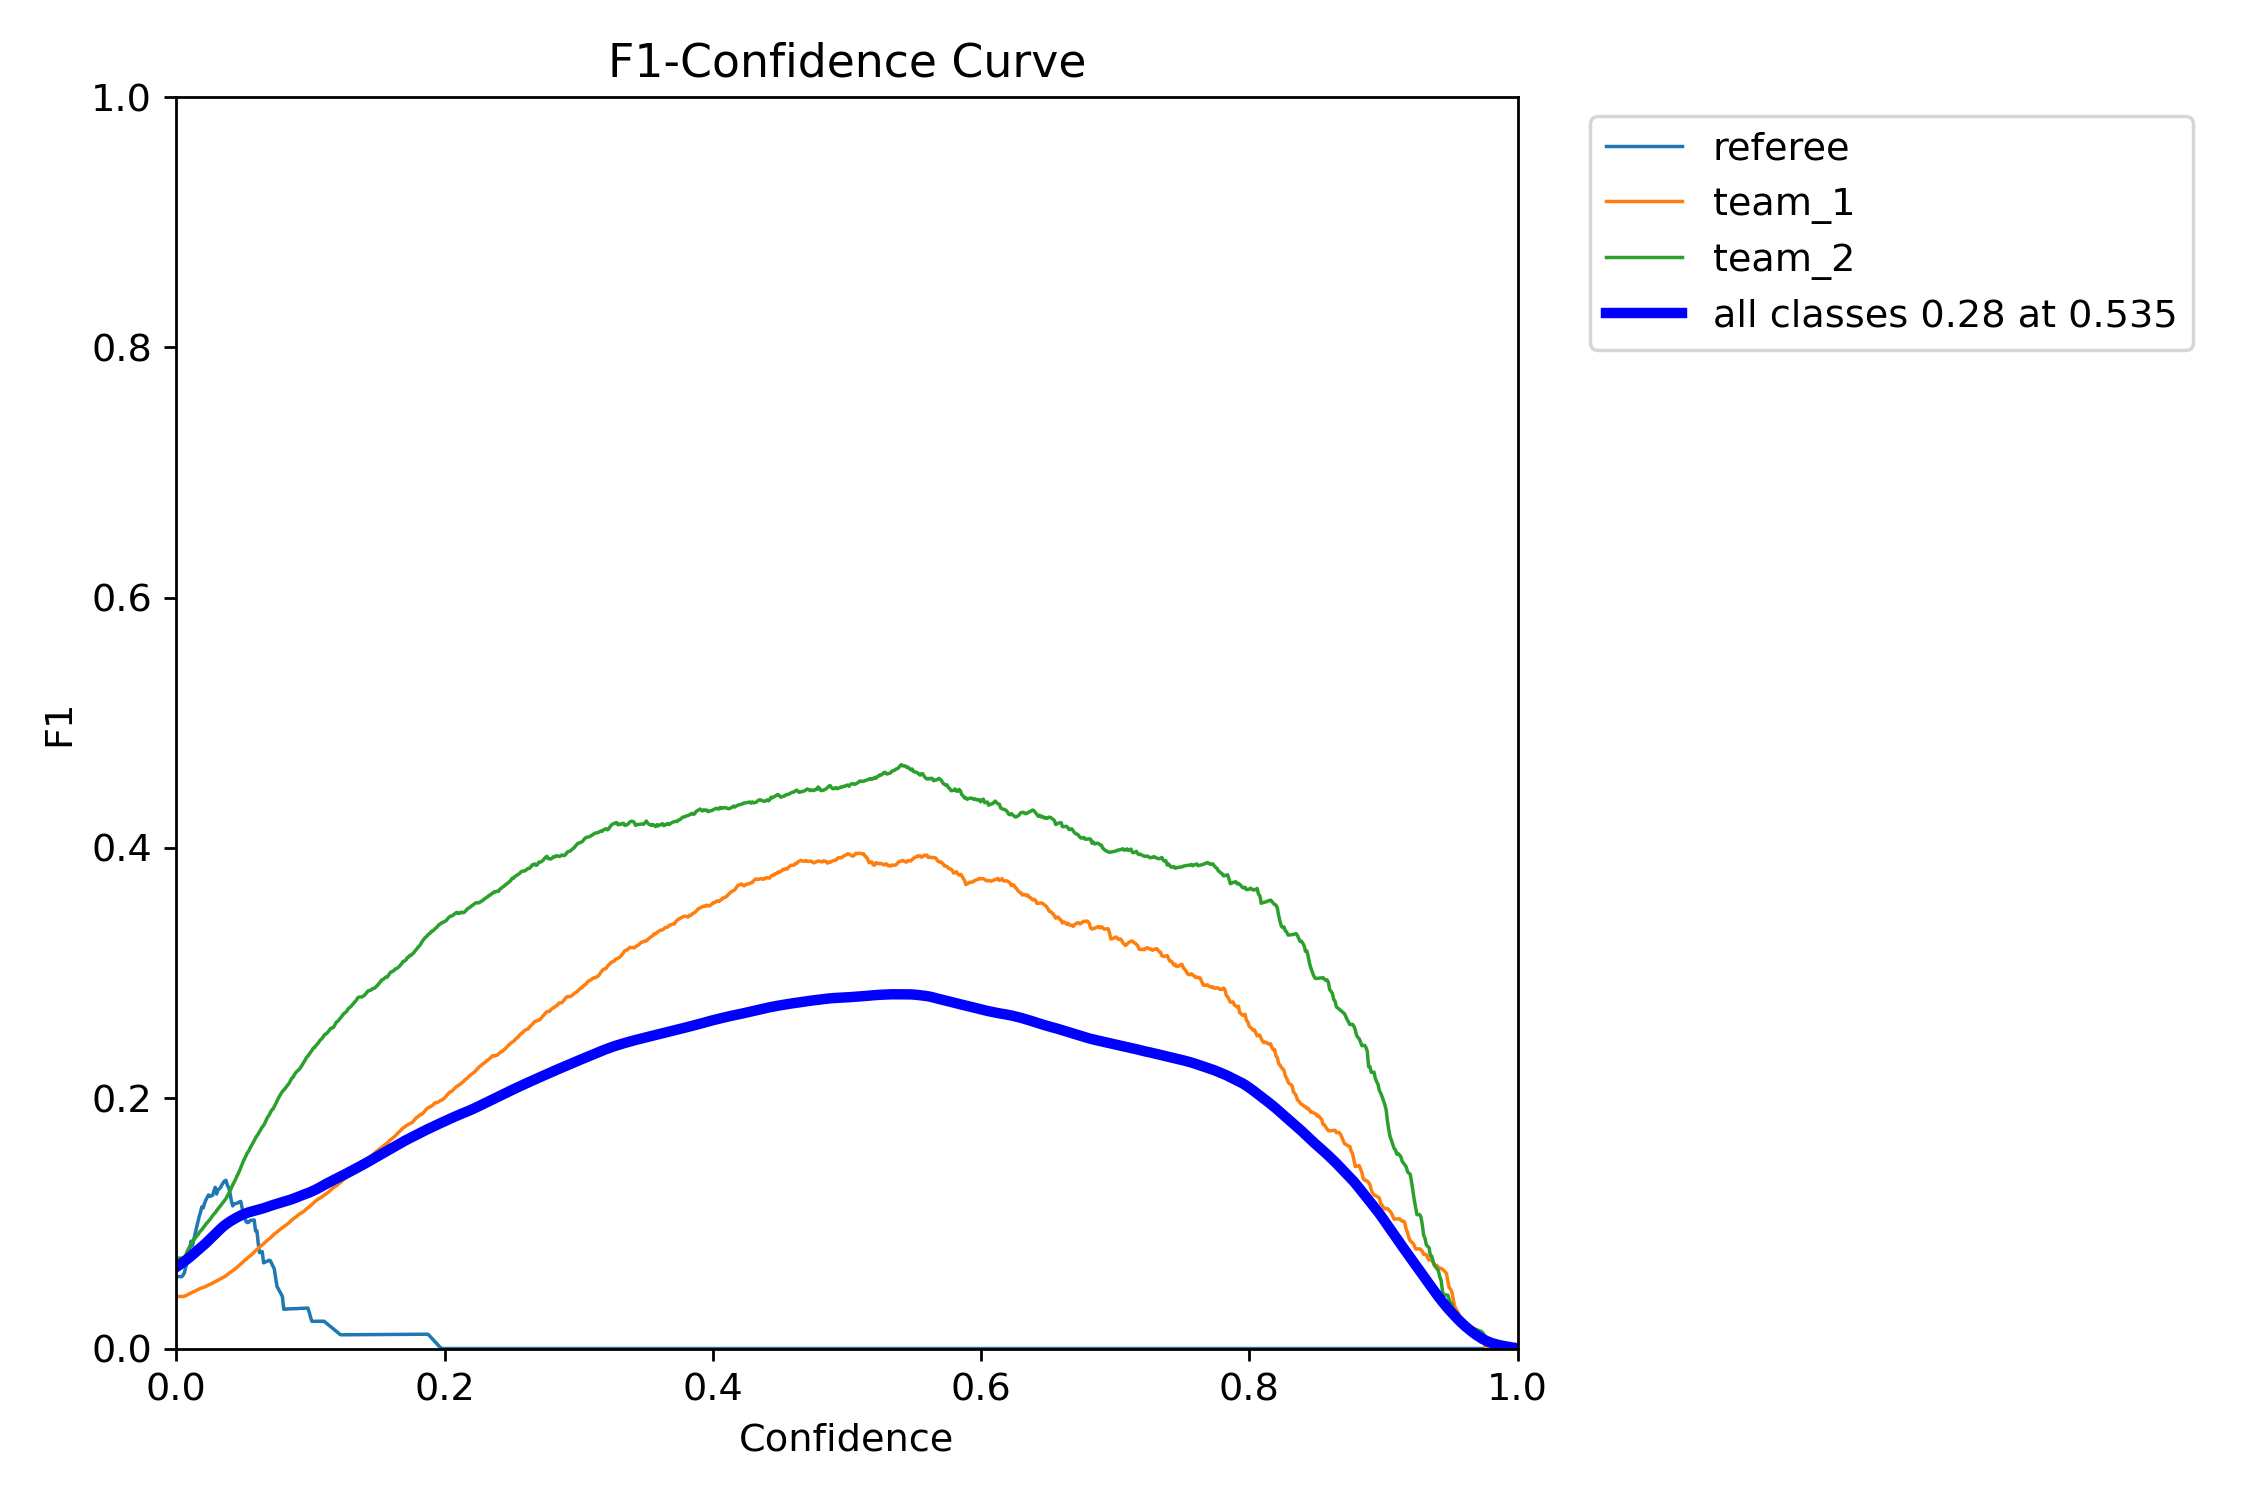 F1-Confidence Curve
1.0
0.8
0.6
0.4
0.2
0.0
F1
0.0 0.2 0.4 0.6 0.8 1.0
Confidence
referee
team_1
team_2
all classes 0.28 at 0.535